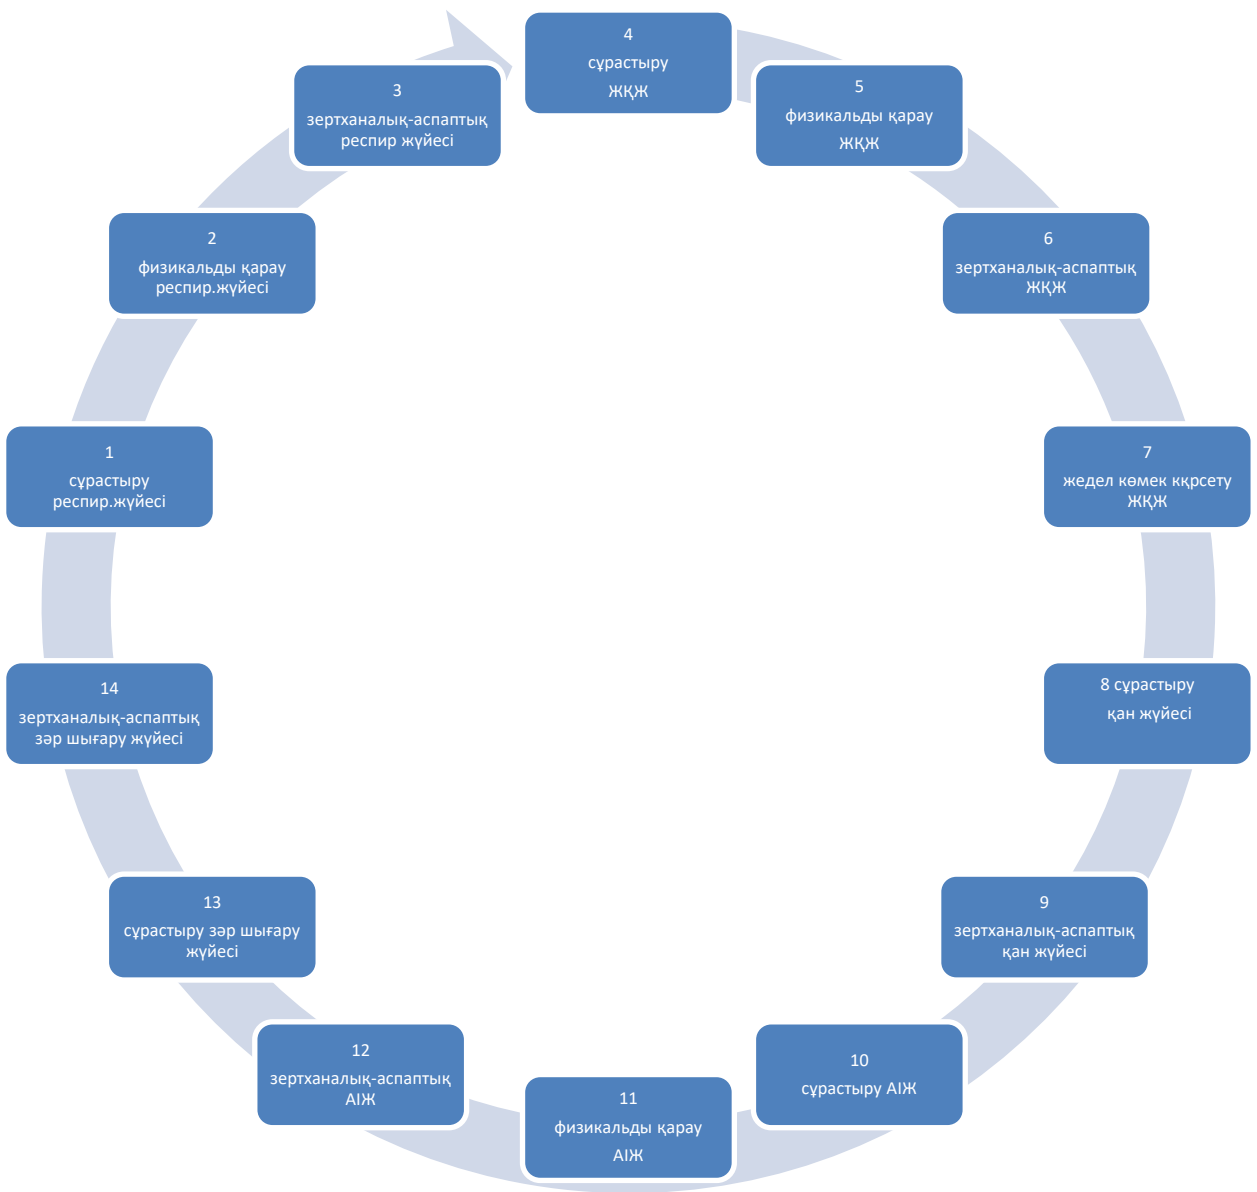 4
сұрастыру
ЖҚЖ
5
физикальды қарау
ЖҚЖ
6
зертханалық-аспаптық
ЖҚЖ
7
жедел көмек кқрсету
ЖҚЖ
8 сұрастыру
қан жүйесі
9
зертханалық-аспаптық
қан жүйесі
10
сұрастыру АІЖ
11
физикальды қарау
АІЖ
12
зертханалық-аспаптық
АІЖ
13
сұрастыру зәр шығару
жүйесі
14
зертханалық-аспаптық
зәр шығару жүйесі
1
сұрастыру
респир.жүйесі
2
физикальды қарау
респир.жүйесі
3
зертханалық-аспаптық
респир жүйесі